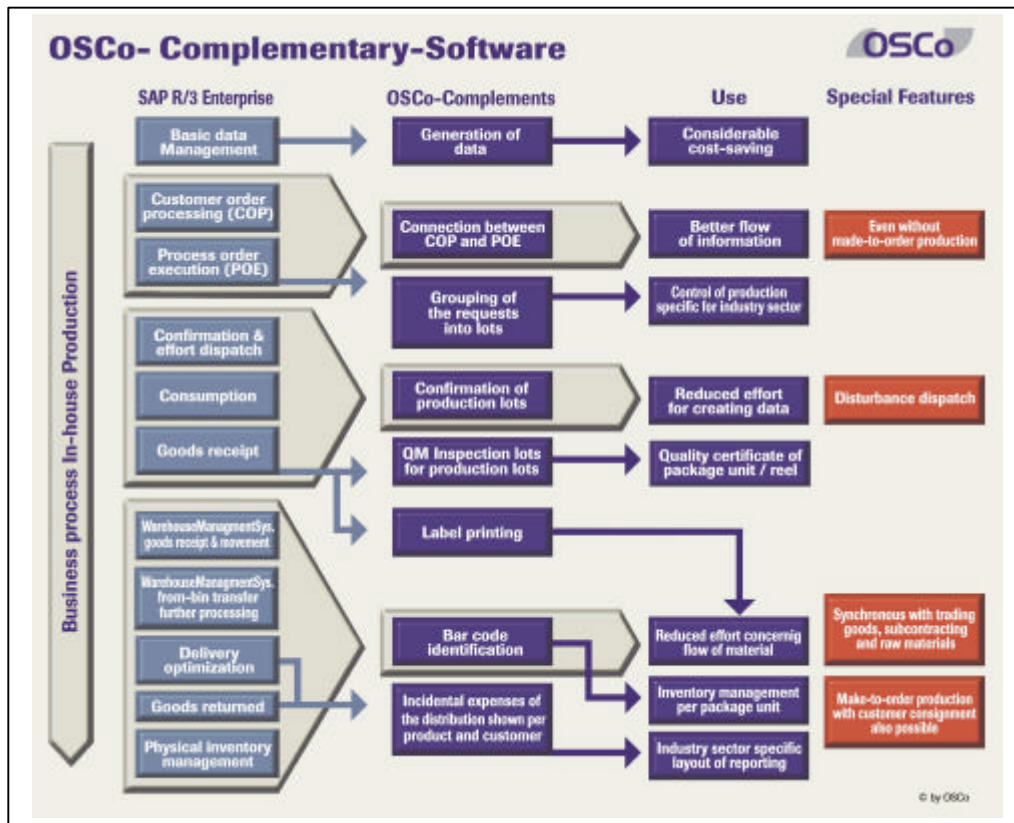 OSCo- Complementary-Software
OSCo
SAP R/3 Enterprise
OSCo-Complements
Use
Special Features
Business process In-house Production
Basic data
Management
Generation of
data
Considerable
cost-saving
Customer order
processing (COP)
Process order
execution (POE)
Connection between
COP and POE
Better flow
of information
Even without
made-to-order production
Grouping of
the requests
into lots
Control of production
specific for industry sector
Confirmation &
effort dispatch
Consumption
Goods receipt
Confirmation of
production lots
Reduced effort
for creating data
Disturbance dispatch
QM Inspection lots
for production lots
Quality certificate of
package unit / reel
WarehouseManagmentSys.
goods receipt & movement
Label printing
WarehouseManagmentSys.
from-bin transfer
further processing
Delivery
optimization
Goods returned
Physical inventory
management
Bar code
identification
Reduced effort concernig
flow of material
Synchronous with trading
goods, subcontracting
and raw materials
Incidental expenses of
the distribution shown per
product and customer
Inventory management
per package unit
Make-to-order production
with customer consignment
also possible
Industry sector specific
layout of reporting
© by OSCo